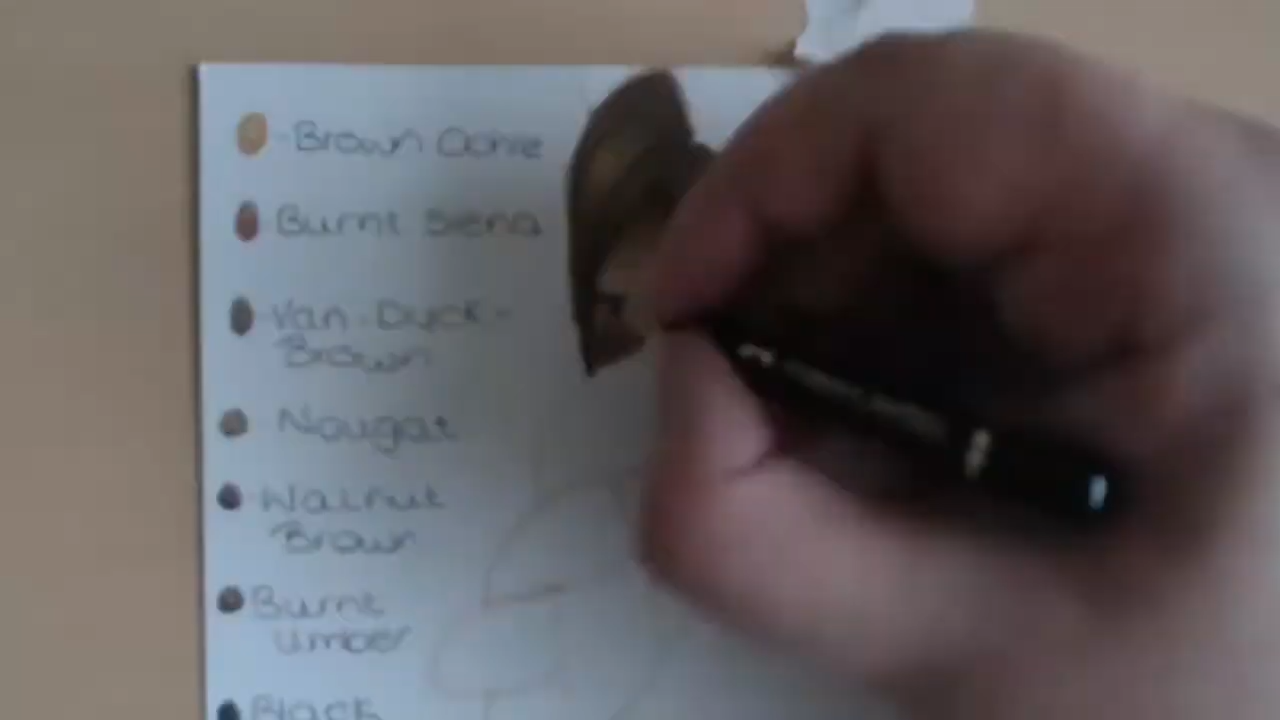 Brown Ochre
Burnt Siena
Van-Dyck-
Brown
Nougat
Walnut
Brown
Burnt
umber
Black